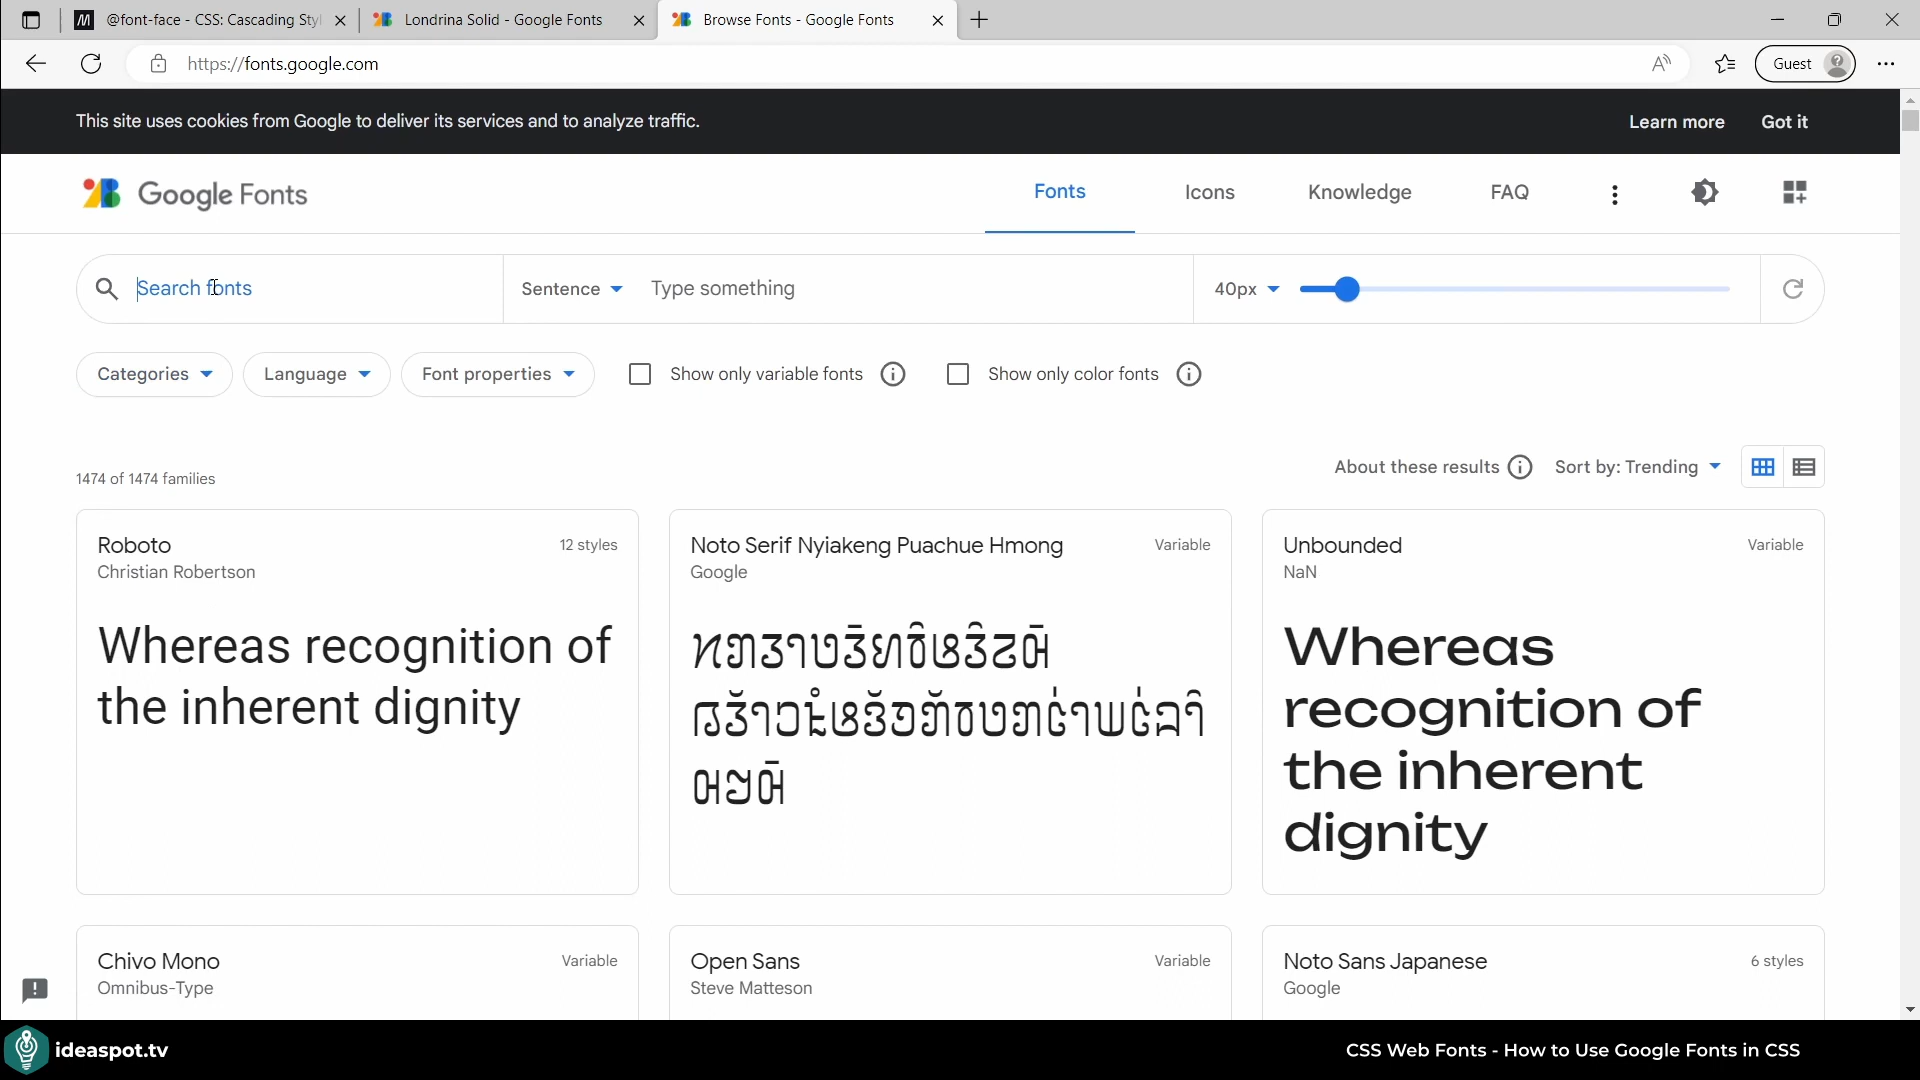 @font-face - CSS: Cascading Sty
Londrina Solid - Google Fonts
Browse Fonts - Google Fonts
https://fonts.google.com
Guest
This site uses cookies from Google to deliver its services and to analyze traffic.
Learn more
Got it
Google Fonts
Fonts
Icons
Knowledge
FAQ
Search fonts
Sentence
Type something
40px
Categories
Language
Font properties
Show only variable fonts
Show only color fonts
1474 of 1474 families
About these results
Sort by: Trending
Roboto
12 styles
Christian Robertson
Whereas recognition of
the inherent dignity
Noto Serif Nyiakeng Puachue Hmong
Variable
Google
Unbounded
Variable
NaN
Whereas
recognition of
the inherent
dignity
Chivo Mono
Variable
Omnibus-Type
Open Sans
Variable
Steve Matteson
Noto Sans Japanese
6 styles
Google
ideaspot.tv
CSS Web Fonts - How to Use Google Fonts in CSS